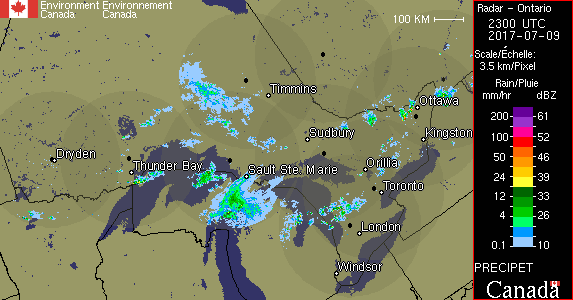 Environment Environnement
Canada Canada
100 KM
Timmins
Ottawa
Sudbury
Kingston
Dryden
Thunder Bay
Sault Ste. Marie
Orillia
Toronto
London
Windsor
Radar - Ontario
2300 UTC
2017-07-09
Scale/Échelle:
3.5 km/Pixel
Rain/Pluie
mm/hr dBZ
200 61
100 52
50 46
24 39
12 33
4 26
0.1 10
PRECIPET
Canada